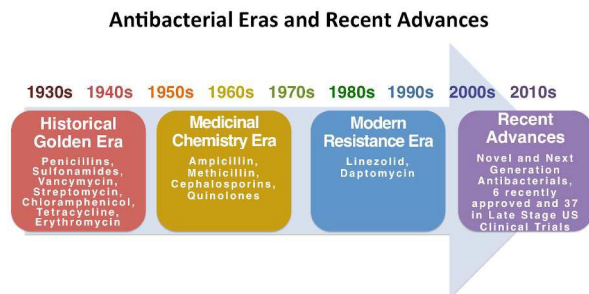 Antibacterial Eras and Recent Advances
1930s 1940s 1950s 1960s 1970s 1980s 1990s 2000s 2010s
Historical
Golden Era
Penicillins,
Sulfonamides,
Vancymycin,
Streptomycin,
Chloramphenicol,
Tetracycline,
Erythromycin
Medicinal
Chemistry Era
Ampicillin,
Methicillin,
Cephalosporins,
Quinolones
Modern
Resistance Era
Linezolid,
Daptomycin
Recent
Advances
Novel and Next
Generation
Antibacterials,
6 recently
approved and 37
in Late Stage US
Clinical Trials